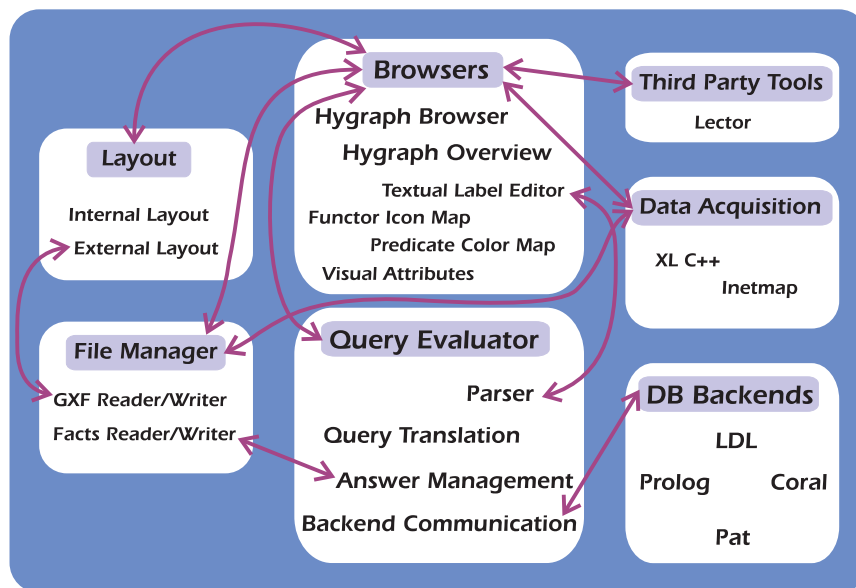 Browsers
Hygraph Browser
Hygraph Overview
Textual Label Editor
Functor Icon Map
Predicate Color Map
Visual Attributes
Third Party Tools
Lector
Layout
Internal Layout
External Layout
Data Acquisition
XL C++
Inetmap
File Manager
GXF Reader/Writer
Facts Reader/Writer
Query Evaluator
Parser
Query Translation
Answer Management
Backend Communication
DB Backends
LDL
Prolog Coral
Pat